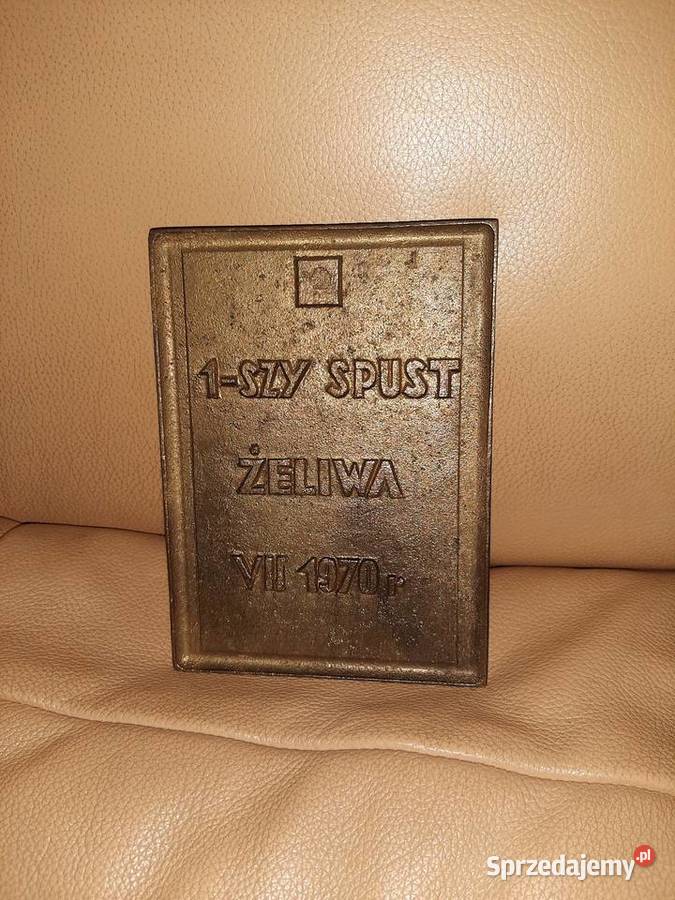 1-SZY SPUST
ŻELIWA
VII 1970 r
Sprzedajemy.pl